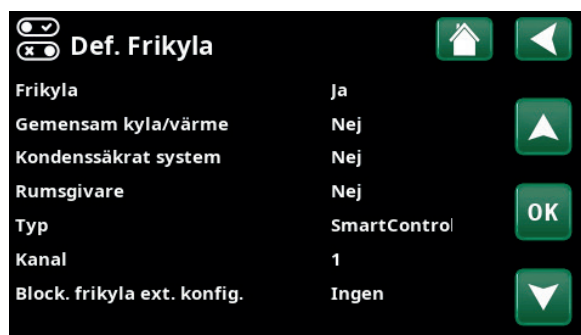 Def. Frikyla
Frikyla Ja
Gemensam kyla/värme Nej
Kondenssäkrat system Nej
Rumsgivare Nej
Typ SmartControl
Kanal 1
OK
Block. frikyla ext. konfig. Ingen